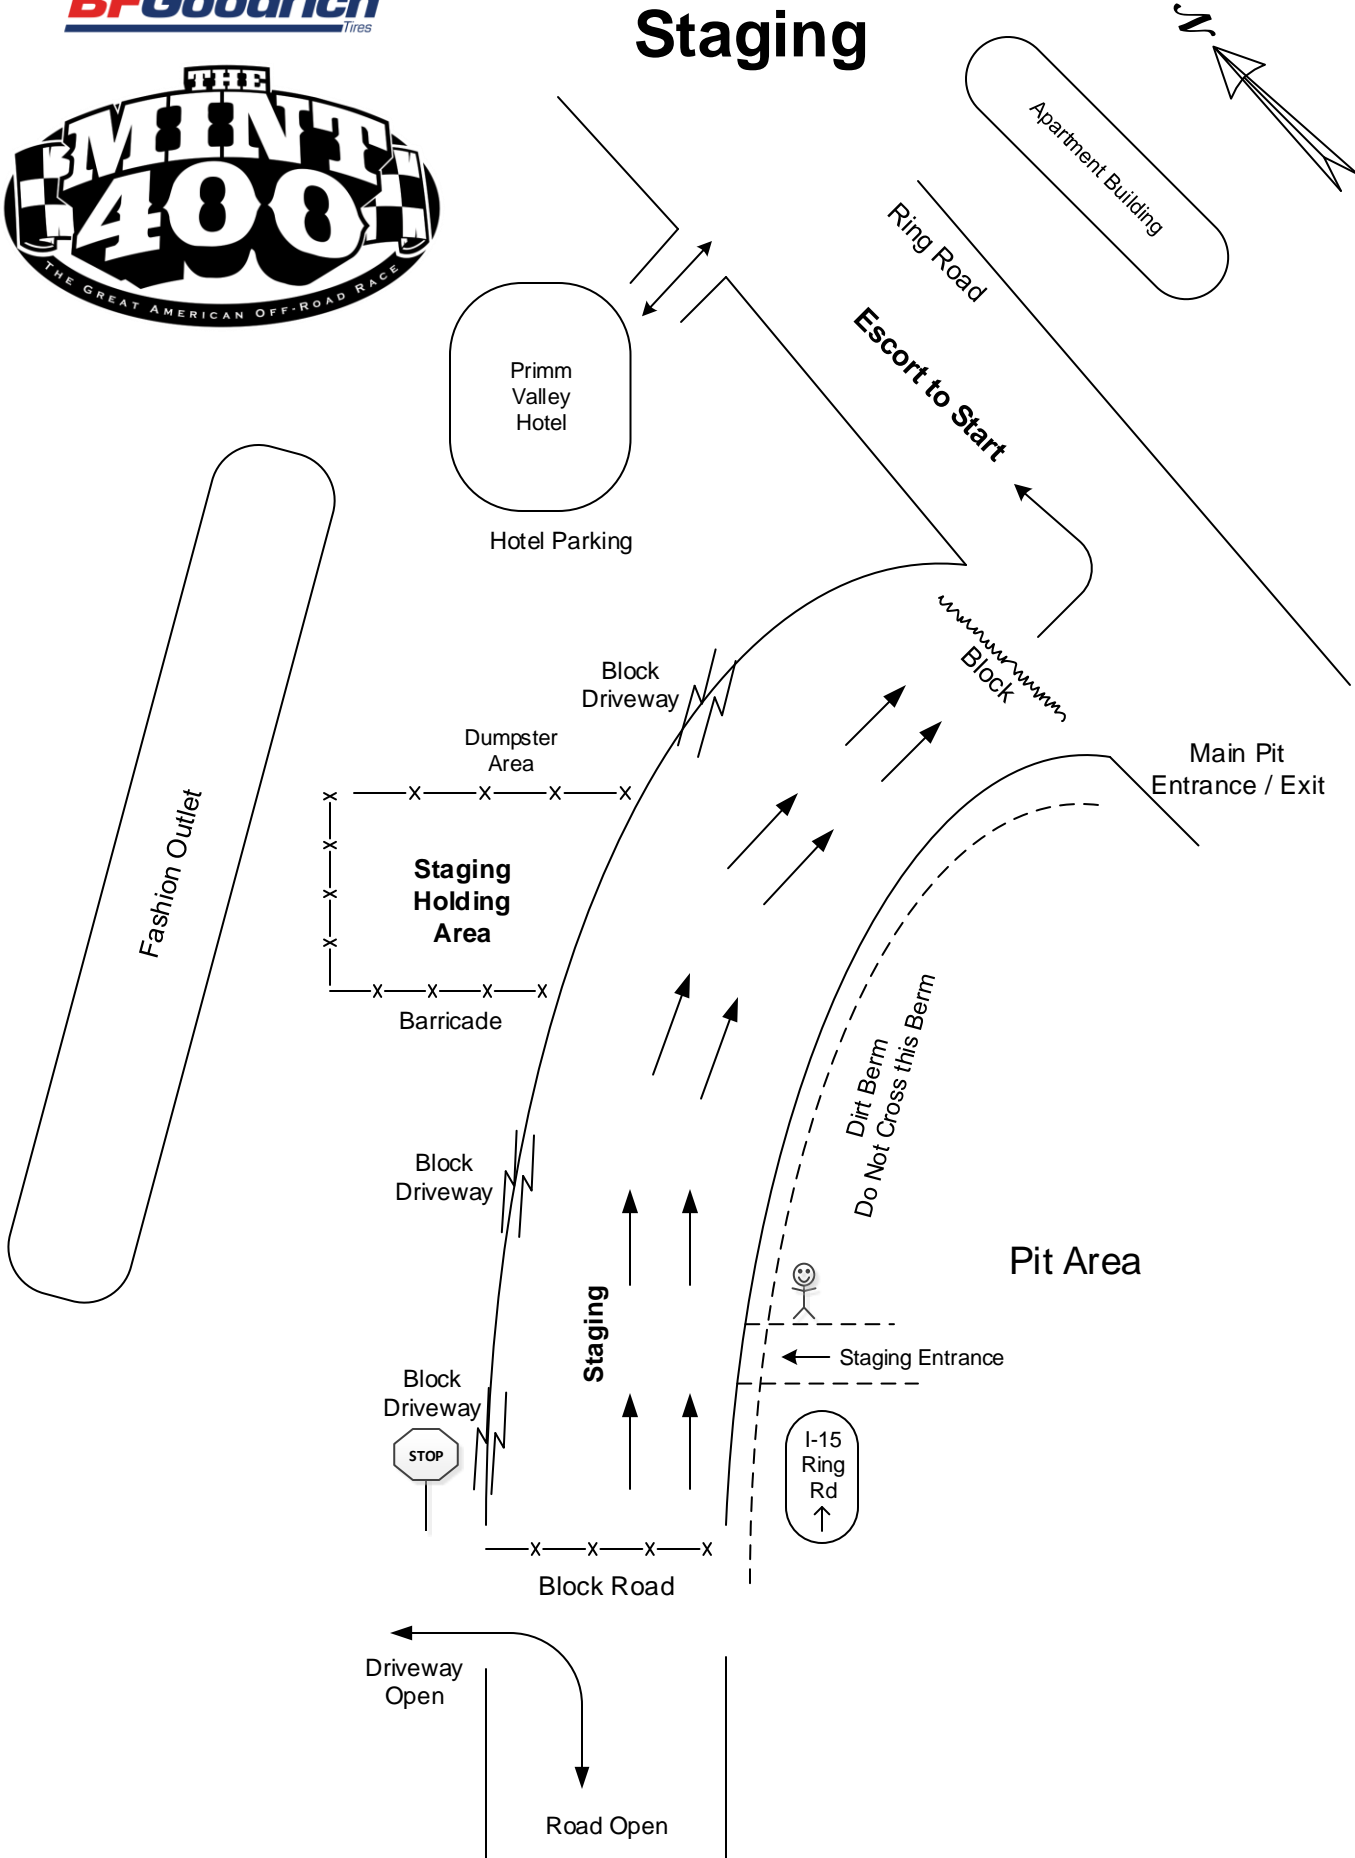 BFGoodrich
Tires
Staging
N
THE
MINT
400
THE GREAT AMERICAN OFF-ROAD RACE
Apartment Building
Ring Road
Escort to Start
Primm
Valley
Hotel
Hotel Parking
Block
Driveway
Block
Dumpster
Area
Main Pit
Entrance / Exit
Fashion Outlet
Staging
Holding
Area
Barricade
Dirt Berm
Do Not Cross this Berm
Block
Driveway
Pit Area
Staging
Staging Entrance
Block
Driveway
STOP
I-15
Ring
Rd
Block Road
Driveway
Open
Road Open